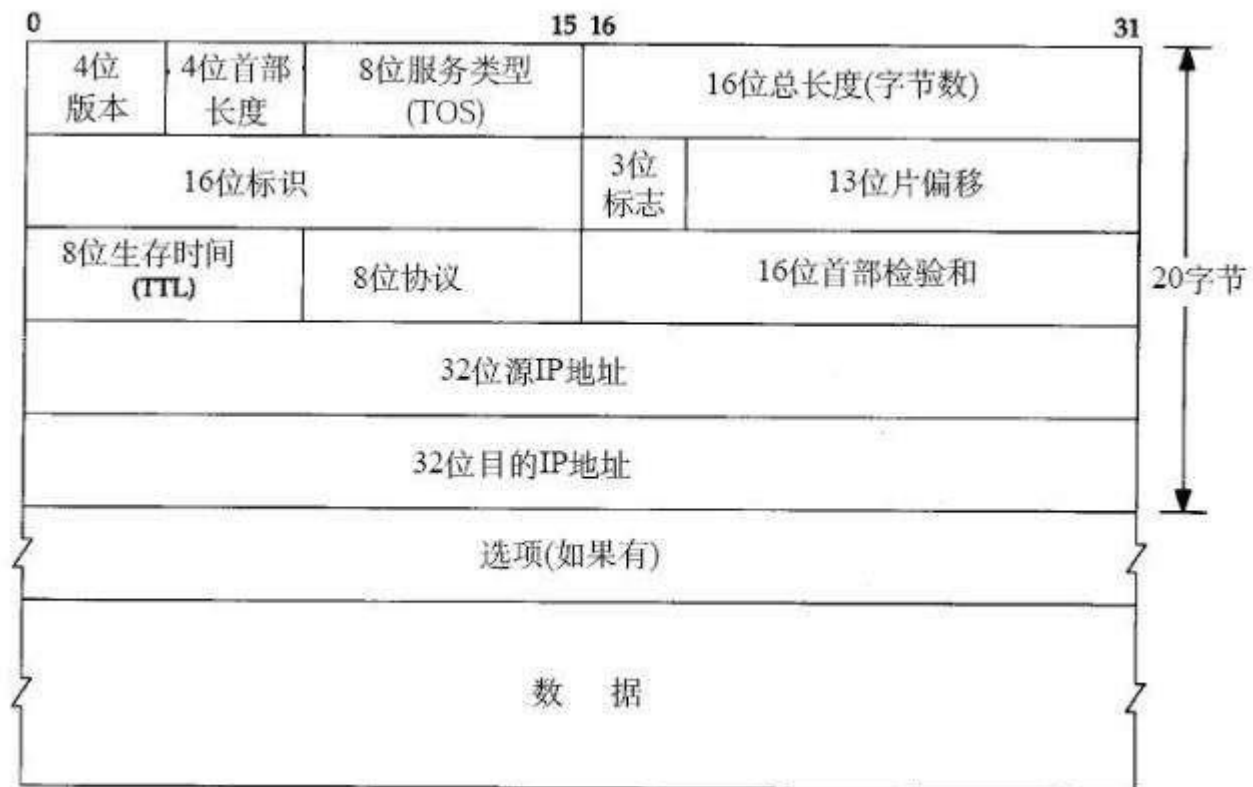 0 15 16 31
4位 版本
4位首部 长度
8位服务类型 (TOS)
16位总长度(字节数)
16位标识
3位 标志
13位片偏移
8位生存时间 (TTL)
8位协议
16位首部检验和
20字节
32位源IP地址
32位目的IP地址
选项(如果有)
数 据